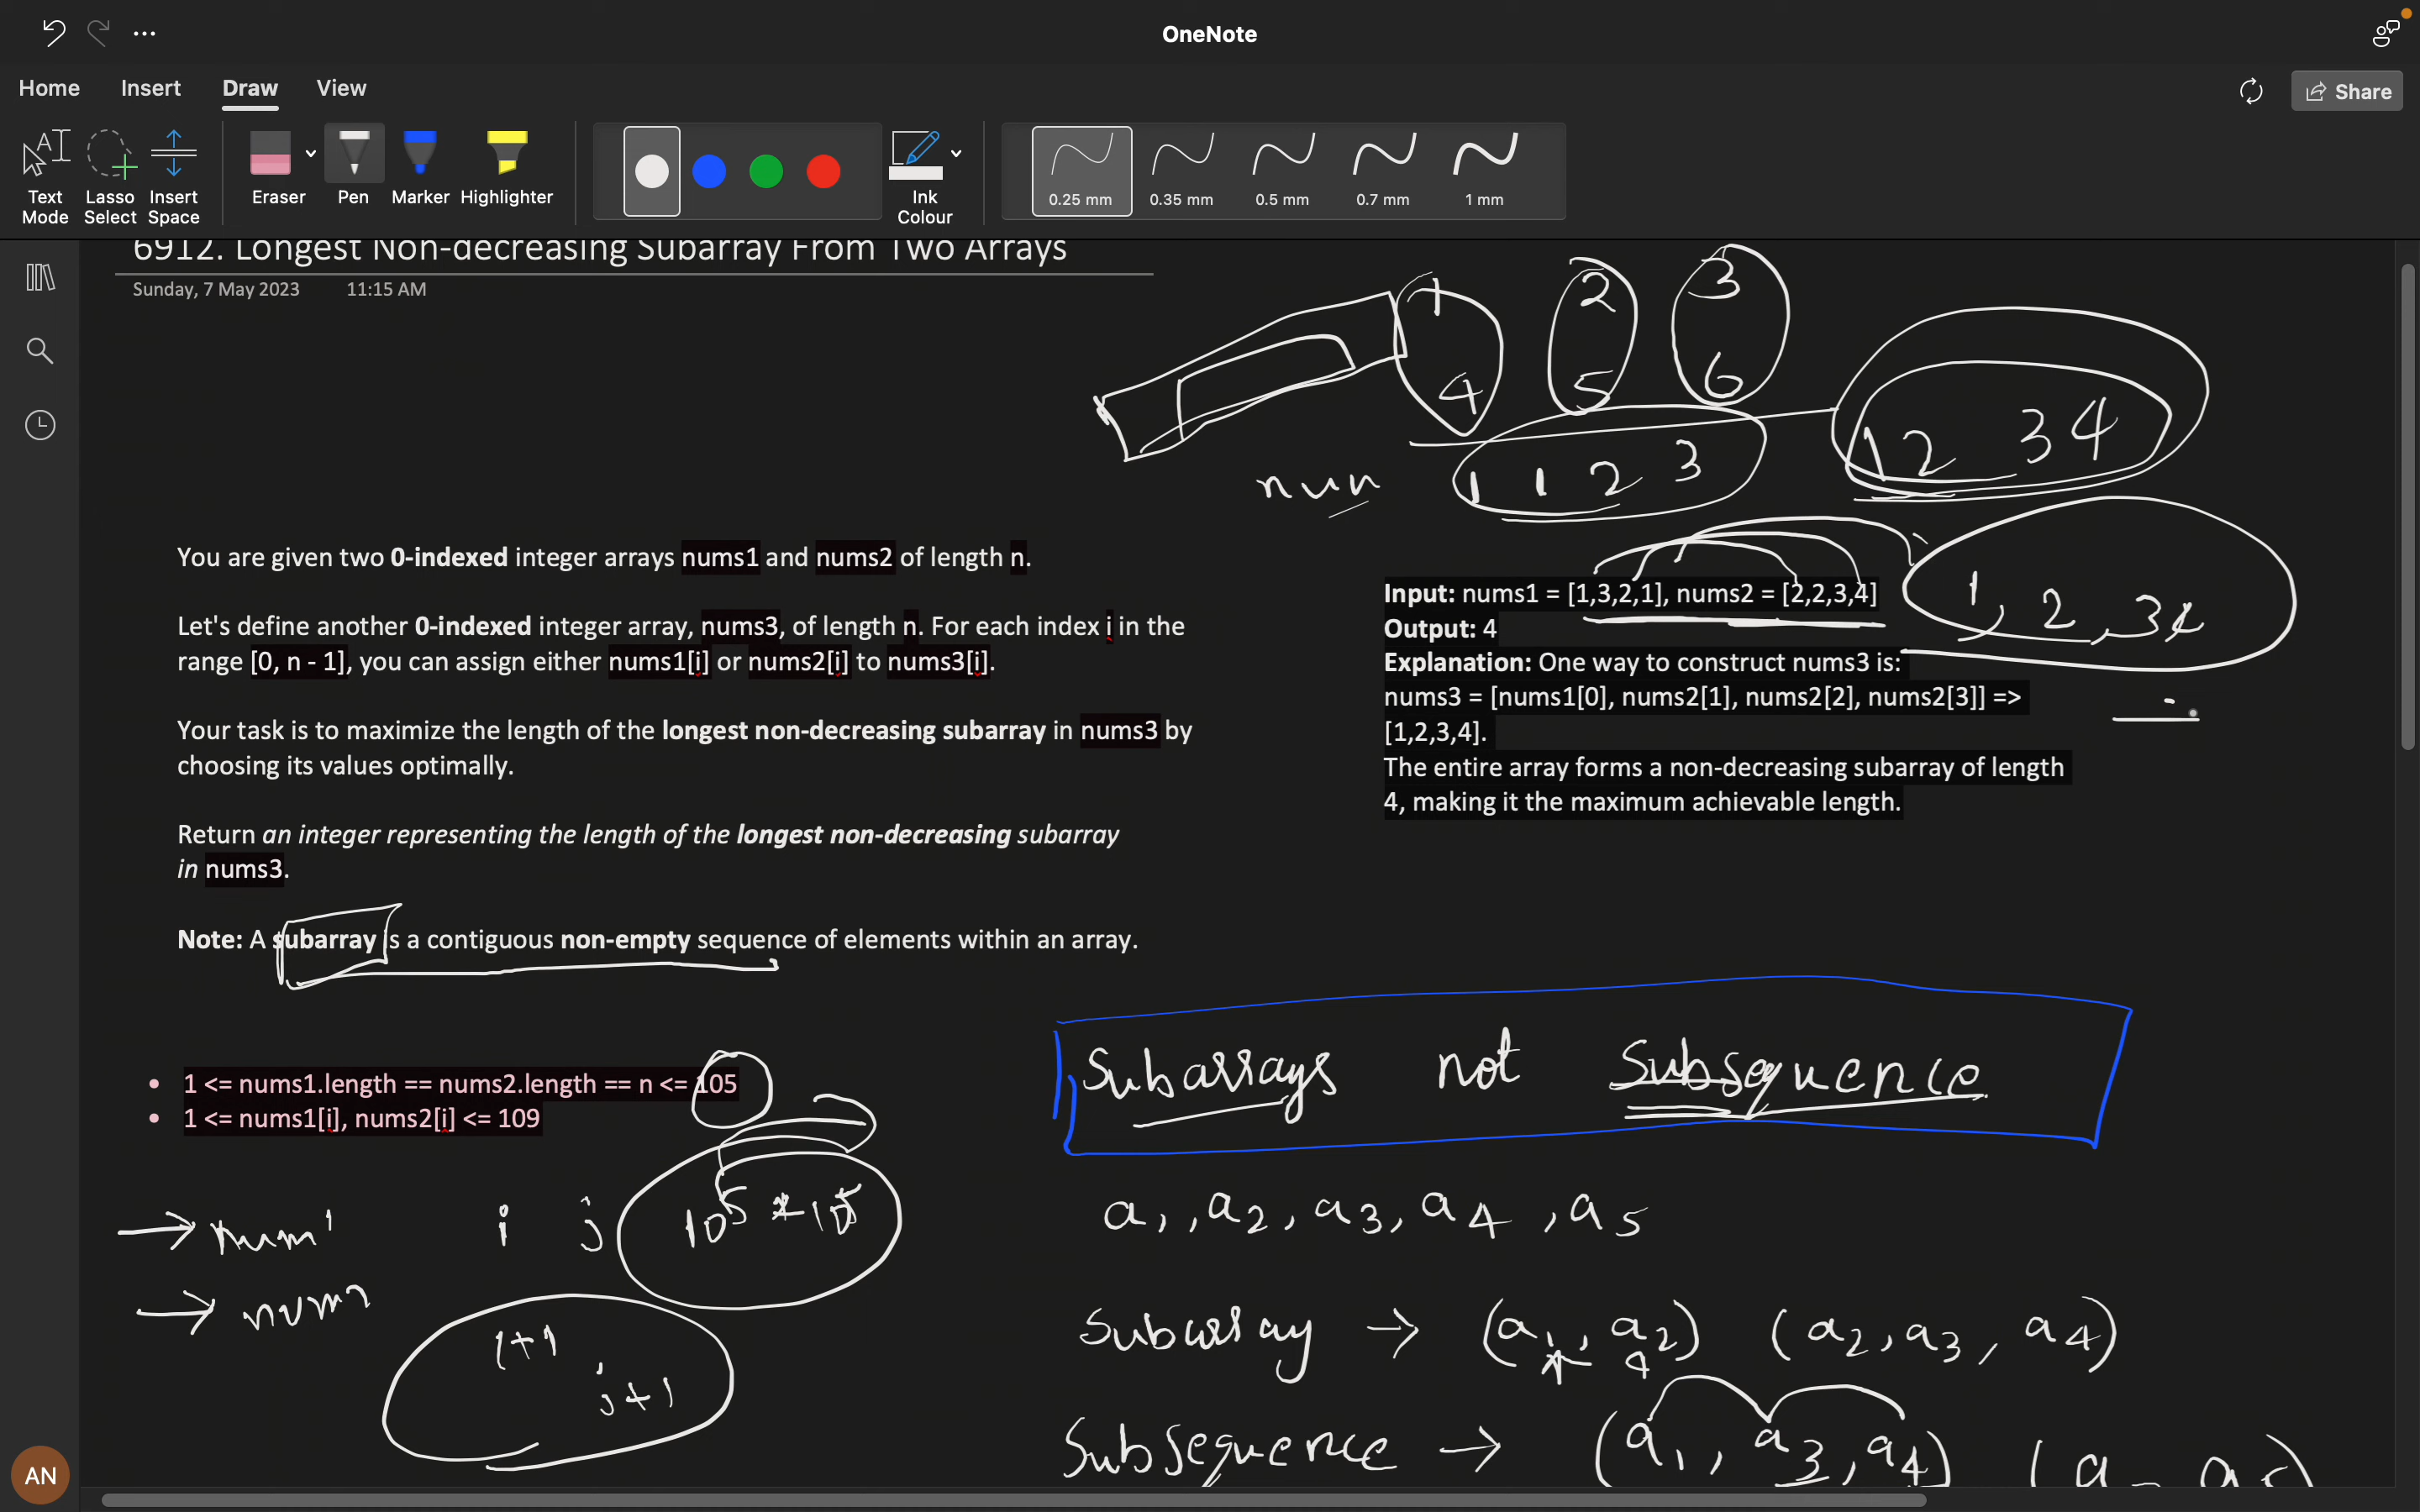 OneNote
Home Insert Draw View
Share
Text Mode
Lasso Select
Insert Space
Eraser
Pen
Marker
Highlighter
Ink Colour
0.25 mm
0.35 mm
0.5 mm
0.7 mm
1 mm
6912. Longest Non-decreasing Subarray From Two Arrays
Sunday, 7 May 2023 11:15 AM
1 2 3
4 5 6
1 1 2 3
1 2 3 4
You are given two 0-indexed integer arrays nums1 and nums2 of length n.
Let's define another 0-indexed integer array, nums3, of length n. For each index i in the
range [0, n - 1], you can assign either nums1[i] or nums2[i] to nums3[i].
Your task is to maximize the length of the longest non-decreasing subarray in nums3 by
choosing its values optimally.
Return an integer representing the length of the longest non-decreasing subarray
in nums3.
Note: A subarray is a contiguous non-empty sequence of elements within an array.
1 <= nums1.length == nums2.length == n <= 105
1 <= nums1[i], nums2[i] <= 109
Input: nums1 = [1,3,2,1], nums2 = [2,2,3,4]
Output: 4
Explanation: One way to construct nums3 is:
nums3 = [nums1[0], nums2[1], nums2[2], nums2[3]] =>
[1,2,3,4].
The entire array forms a non-decreasing subarray of length
4, making it the maximum achievable length.
→ num1 i j 10⁵ * 10⁵
i+1
j+1
Subarrays not Subsequence
a₁, a₂, a₃, a₄, a₅
Subarray → (a₁, a₂) (a₂, a₃, a₄)
Subsequence → (a₁, a₃, a₄)
AN